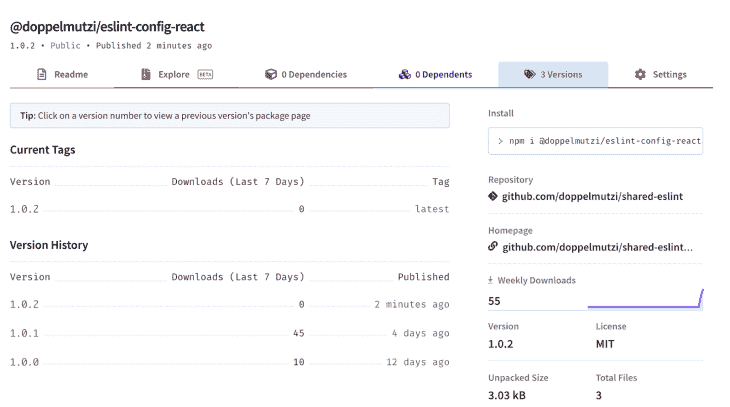 @doppelmutzi/eslint-config-react
1.0.2 • Public • Published 2 minutes ago
Readme
Explore BETA
0 Dependencies
0 Dependents
3 Versions
Settings
Tip: Click on a version number to view a previous version's package page
Current Tags
Version Downloads (Last 7 Days) Tag
1.0.2 0 latest
Version History
Version Downloads (Last 7 Days) Published
1.0.2 0 2 minutes ago
1.0.1 45 4 days ago
1.0.0 10 12 days ago
Install
> npm i @doppelmutzi/eslint-config-react
Repository
github.com/doppelmutzi/shared-eslint
Homepage
github.com/doppelmutzi/shared-eslint...
Weekly Downloads
55
Version License
1.0.2 MIT
Unpacked Size Total Files
3.03 kB 3